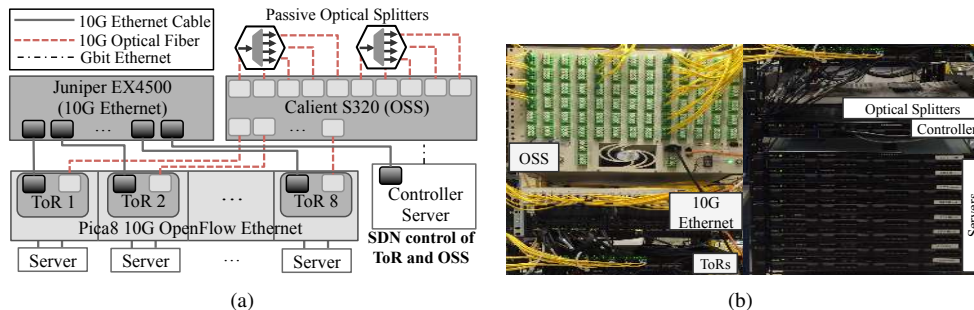 10G Ethernet Cable
10G Optical Fiber
Gbit Ethernet
Passive Optical Splitters
Juniper EX4500
(10G Ethernet)
...
Calient S320 (OSS)
...
ToR 1
ToR 2
...
ToR 8
Pica8 10G OpenFlow Ethernet
Server
Server
...
Server
Controller
Server
SDN control of
ToR and OSS
(a)
OSS
10G
Ethernet
ToRs
Optical Splitters
Controller
Servers
(b)